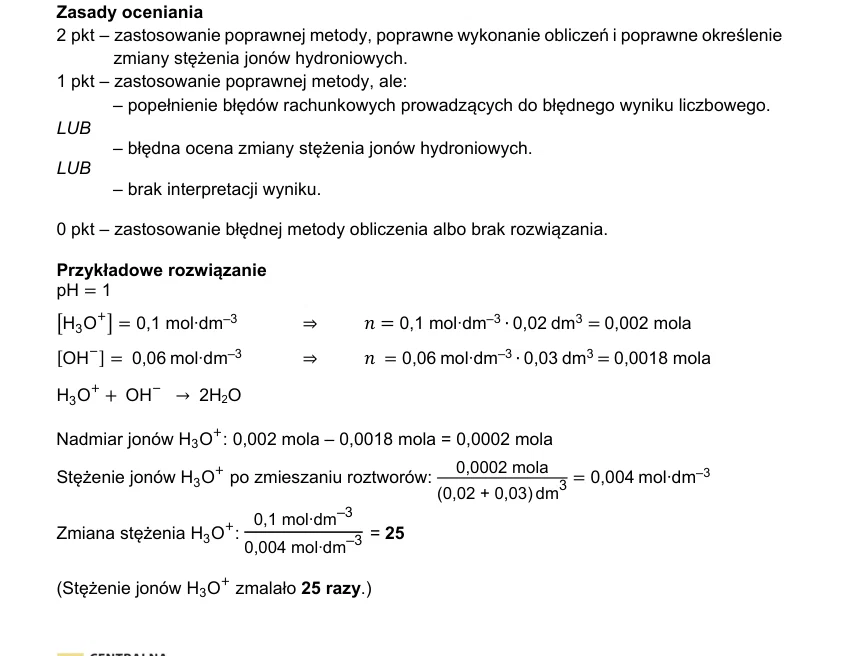 Zasady oceniania
2 pkt – zastosowanie poprawnej metody, poprawne wykonanie obliczeń i poprawne określenie
zmiany stężenia jonów hydroniowych.
1 pkt – zastosowanie poprawnej metody, ale:
– popełnienie błędów rachunkowych prowadzących do błędnego wyniku liczbowego.
LUB
– błędna ocena zmiany stężenia jonów hydroniowych.
LUB
– brak interpretacji wyniku.
0 pkt – zastosowanie błędnej metody obliczenia albo brak rozwiązania.
Przykładowe rozwiązanie
pH = 1
[H₃O⁺] = 0,1 mol·dm⁻³ ⇒ n = 0,1 mol·dm⁻³ · 0,02 dm³ = 0,002 mola
[OH⁻] = 0,06 mol·dm⁻³ ⇒ n = 0,06 mol·dm⁻³ · 0,03 dm³ = 0,0018 mola
H₃O⁺ + OH⁻ → 2H₂O
Nadmiar jonów H₃O⁺: 0,002 mola – 0,0018 mola = 0,0002 mola
Stężenie jonów H₃O⁺ po zmieszaniu roztworów: 0,0002 mola / (0,02 + 0,03) dm³ = 0,004 mol·dm⁻³
Zmiana stężenia H₃O⁺: 0,1 mol·dm⁻³ / 0,004 mol·dm⁻³ = 25
(Stężenie jonów H₃O⁺ zmalało 25 razy.)
CENTRALNA